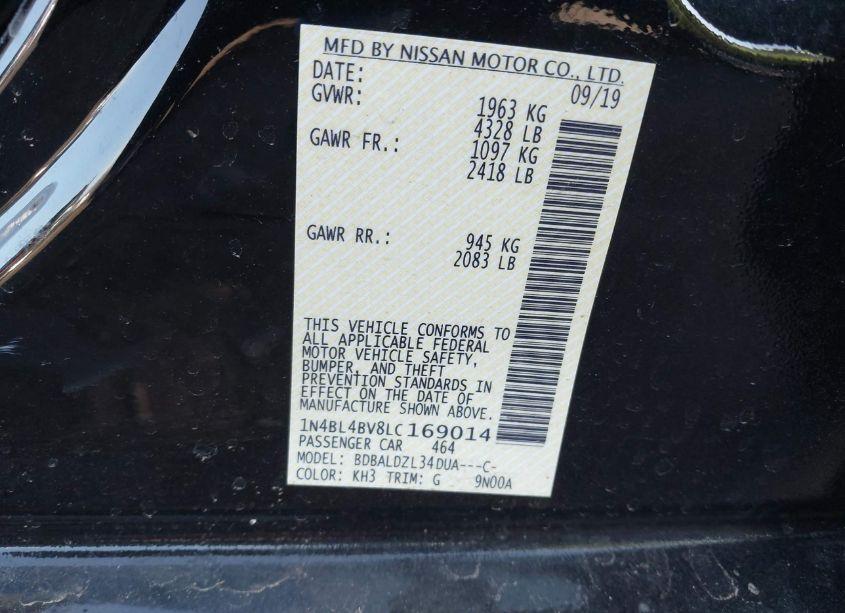 MFD BY NISSAN MOTOR CO., LTD.
DATE: 09/19
GVWR: 1963 KG
4328 LB
GAWR FR.: 1097 KG
2418 LB
GAWR RR.: 945 KG
2083 LB
THIS VEHICLE CONFORMS TO
ALL APPLICABLE FEDERAL
MOTOR VEHICLE SAFETY,
BUMPER, AND THEFT
PREVENTION STANDARDS IN
EFFECT ON THE DATE OF
MANUFACTURE SHOWN ABOVE.
1N4BL4BV8LC169014
PASSENGER CAR 464
MODEL: BDBALDZL34DUA---C-
COLOR: KH3 TRIM: G 9N00A